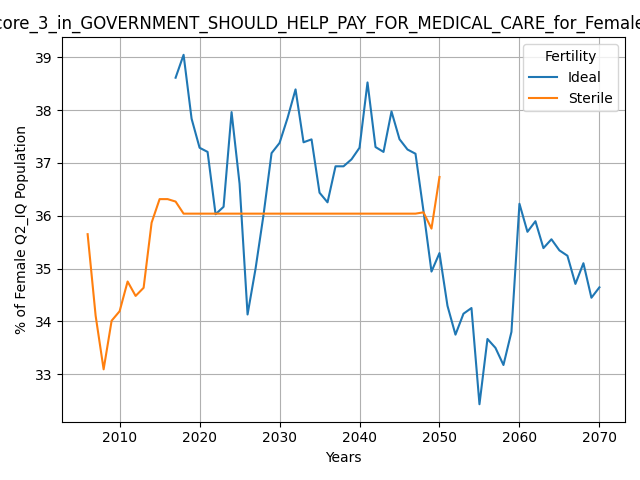 core_3_in_GOVERNMENT_SHOULD_HELP_PAY_FOR_MEDICAL_CARE_for_Female
Fertility
Ideal
Sterile
% of Female Q2_IQ Population
39
38
37
36
35
34
33
2010
2020
2030
2040
2050
2060
2070
Years